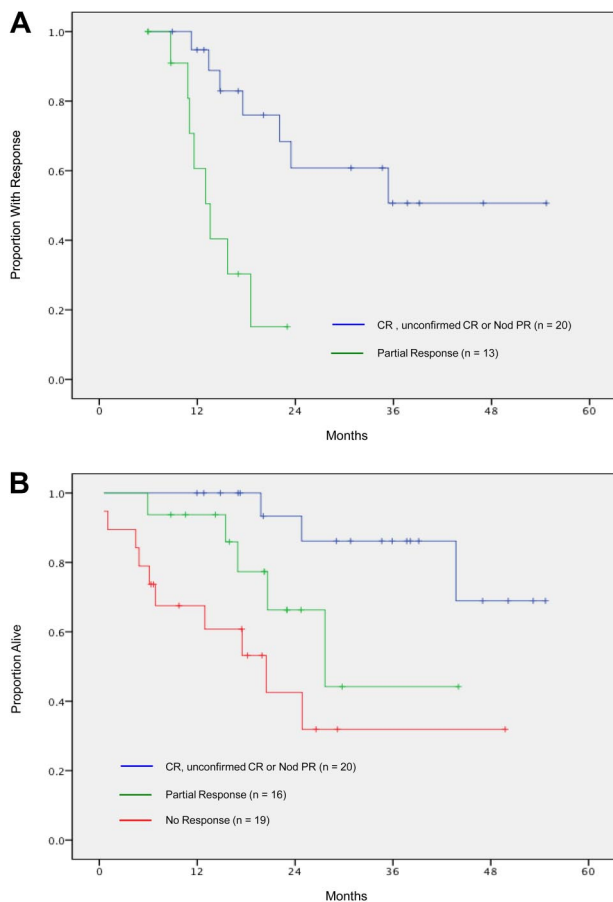 A
1.0
0.8
0.6
0.4
0.2
0.0
Proportion With Response
CR , unconfirmed CR or Nod PR (n = 20)
Partial Response (n = 13)
0 12 24 36 48 60
Months
B
1.0
0.8
0.6
0.4
0.2
0.0
Proportion Alive
CR, unconfirmed CR or Nod PR (n = 20)
Partial Response (n = 16)
No Response (n = 19)
0 12 24 36 48 60
Months